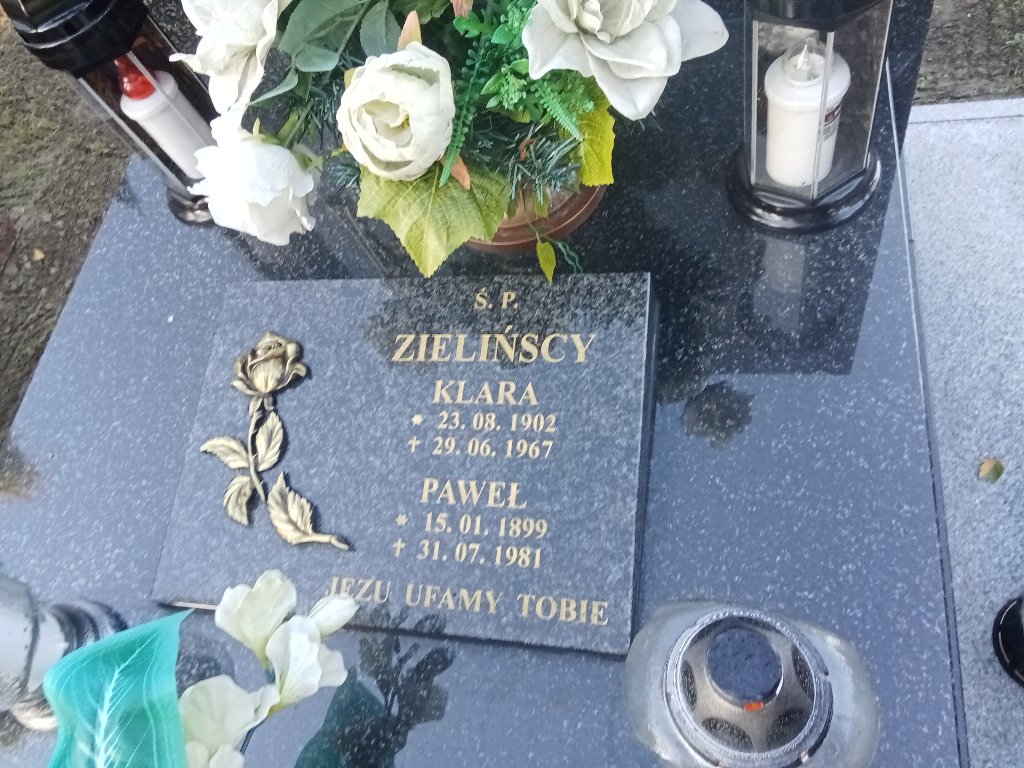 Ś. P.
ZIELIŃSCY
KLARA
* 23. 08. 1902
✝ 29. 06. 1967
PAWEŁ
* 15. 01. 1899
✝ 31. 07. 1981
JEZU UFAMY TOBIE